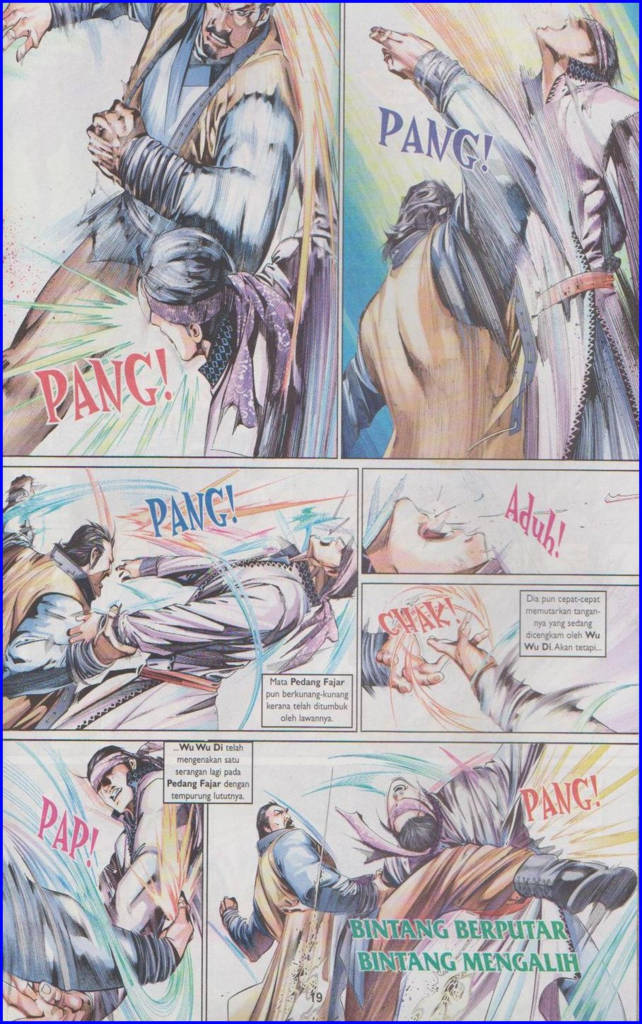 PANG!
PANG!
PANG!
Mata Pedang Fajar
pun berkunang-kunang
kerana telah ditumbuk
oleh lawannya.
Aduh!
CHAK!
Dia pun cepat-cepat
memutarkan tangan-
nya yang sedang
dicengkam oleh Wu
Wu Di. Akan tetapi...
...Wu Wu Di telah
mengenakan satu
serangan lagi pada
Pedang Fajar dengan
tempurung lututnya.
PAP!
PANG!
BINTANG BERPUTAR
BINTANG MENGALIH
19